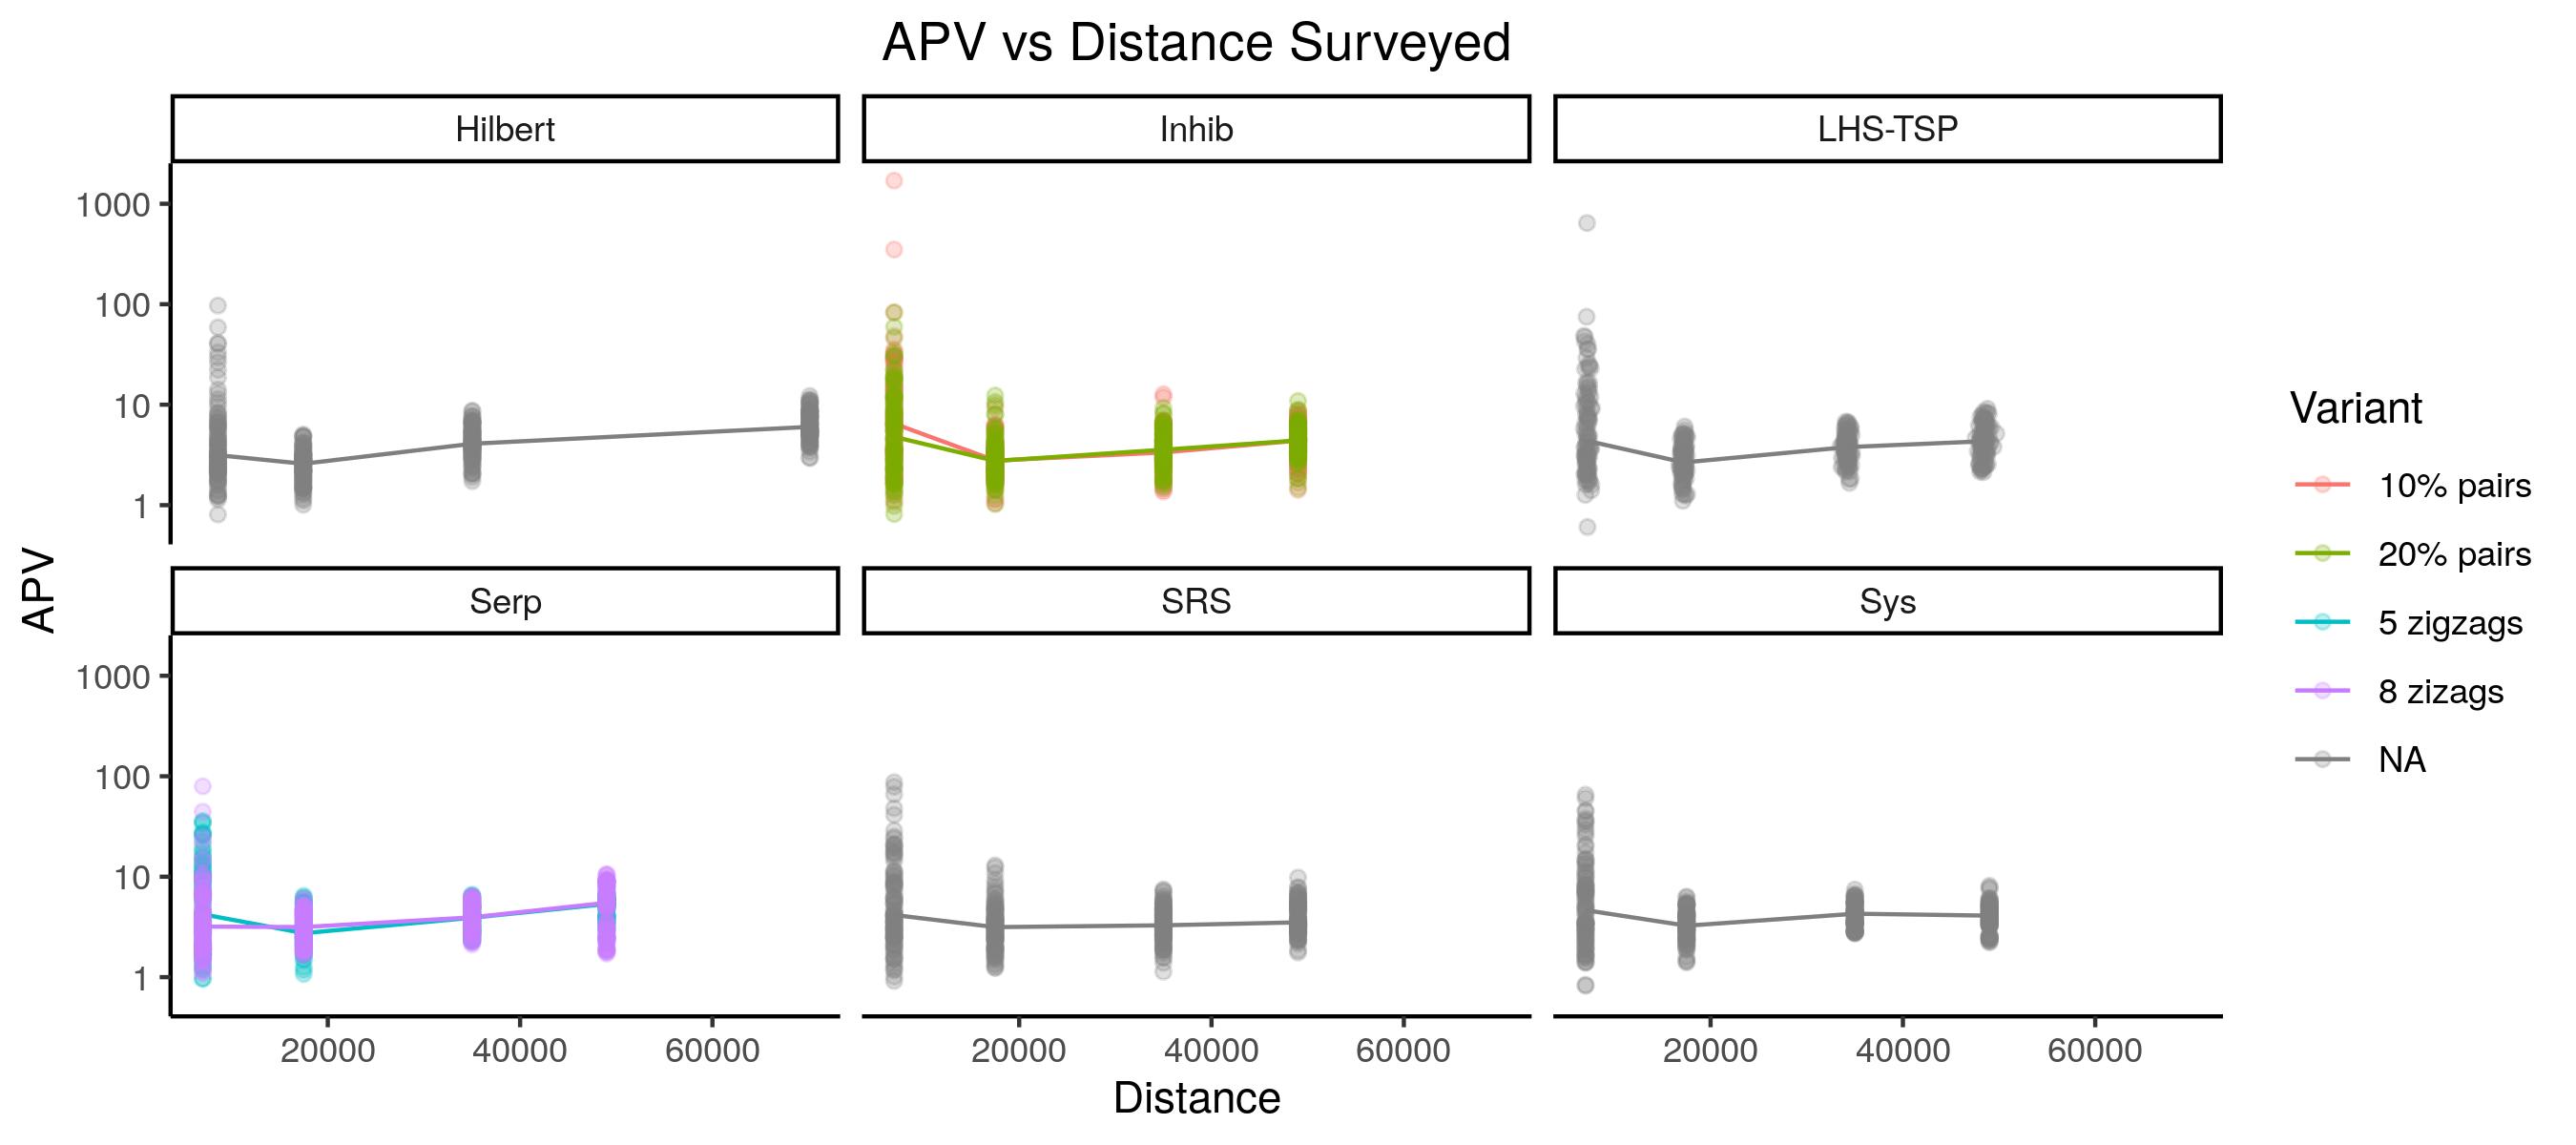 APV vs Distance Surveyed
Hilbert
Inhib
LHS-TSP
1000
100
10
1
Serp
SRS
Sys
1000
100
10
1
20000
40000
60000
20000
40000
60000
20000
40000
60000
APV
Distance
Variant
10% pairs
20% pairs
5 zigzags
8 zizags
NA